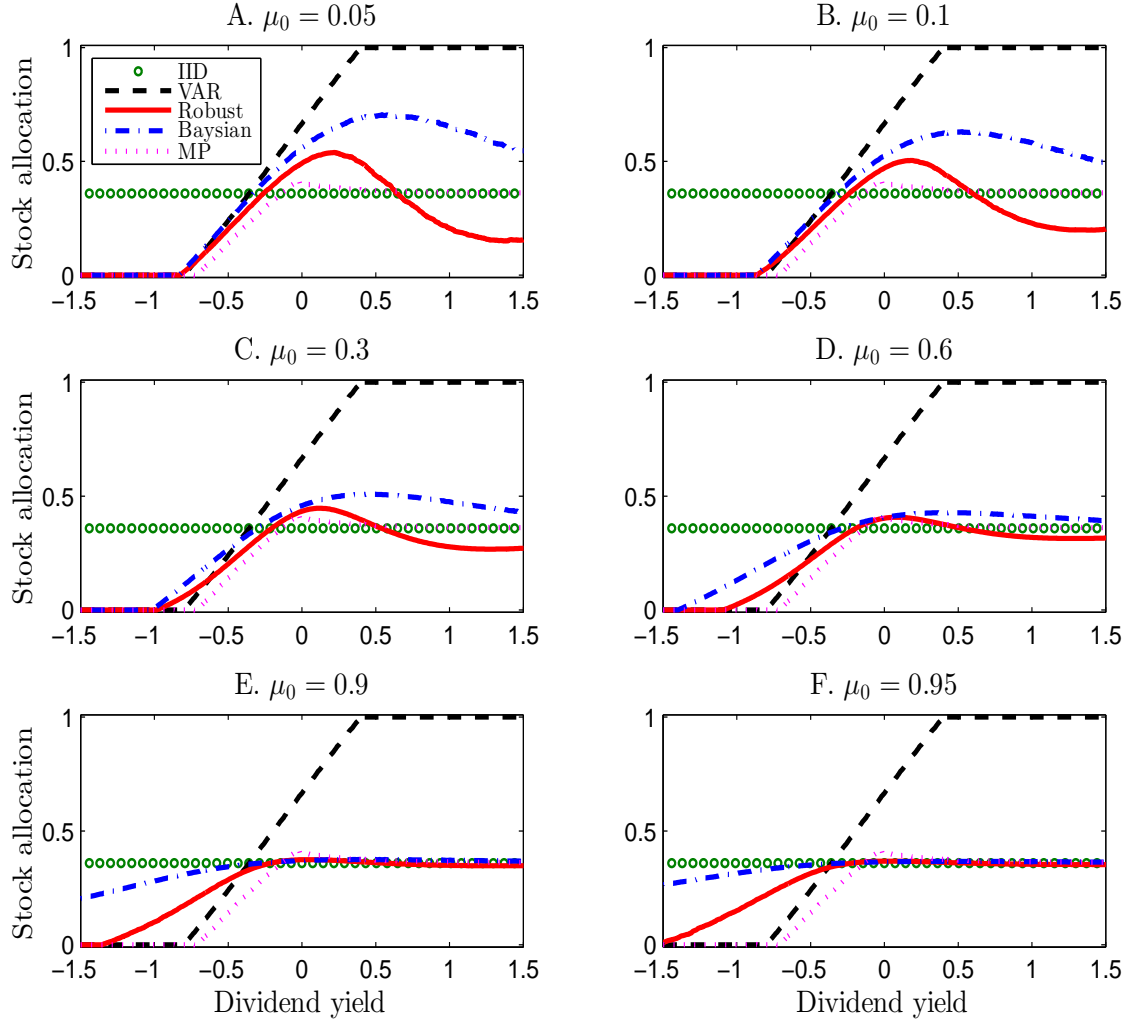 A. μ0 = 0.05
B. μ0 = 0.1
Stock allocation
1
0.5
0
IID
VAR
Robust
Baysian
MP
−1.5 −1 −0.5 0 0.5 1 1.5
1
0.5
0
−1.5 −1 −0.5 0 0.5 1 1.5
C. μ0 = 0.3
D. μ0 = 0.6
Stock allocation
1
0.5
0
−1.5 −1 −0.5 0 0.5 1 1.5
1
0.5
0
−1.5 −1 −0.5 0 0.5 1 1.5
E. μ0 = 0.9
F. μ0 = 0.95
Stock allocation
1
0.5
0
−1.5 −1 −0.5 0 0.5 1 1.5
Dividend yield
1
0.5
0
−1.5 −1 −0.5 0 0.5 1 1.5
Dividend yield